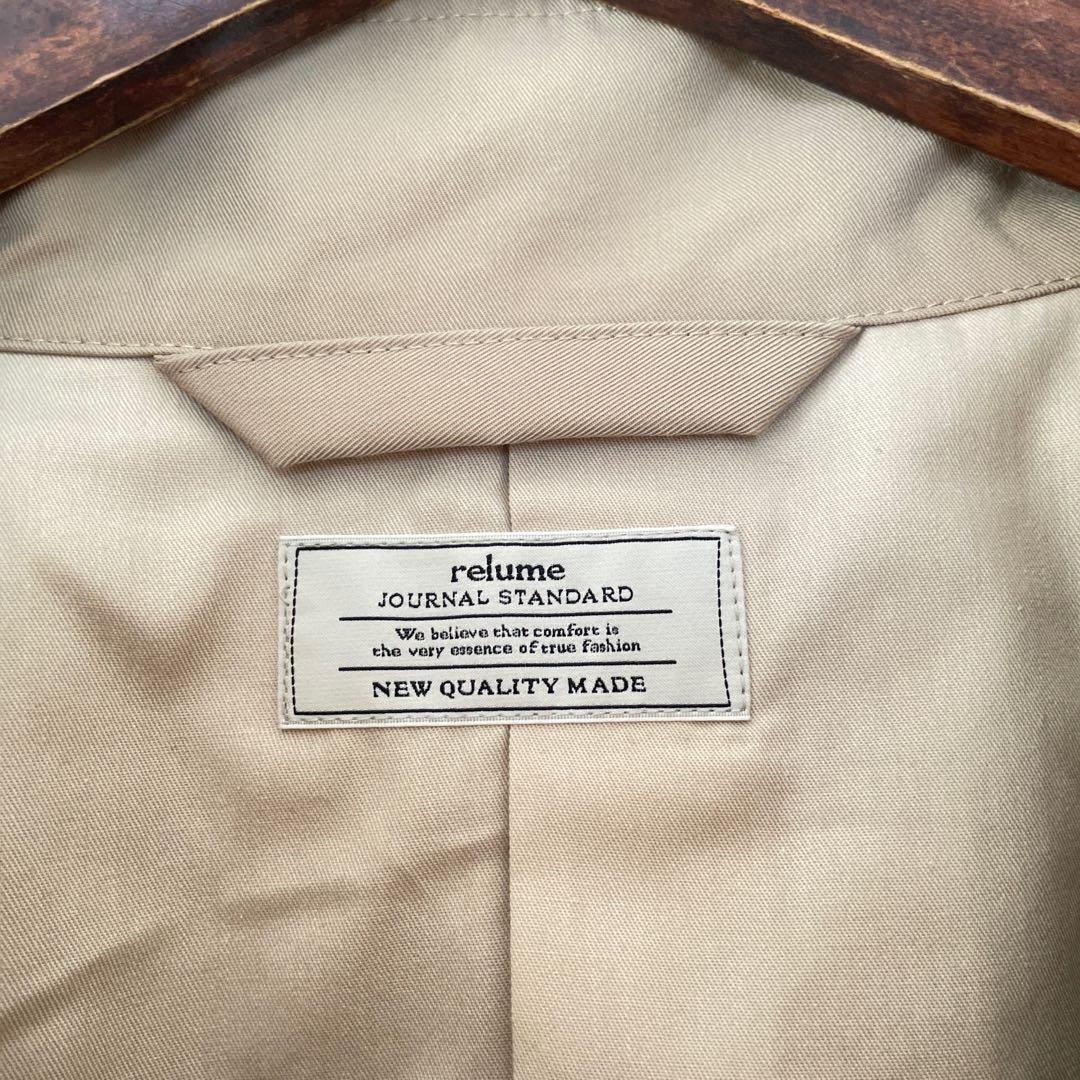 relume
JOURNAL STANDARD
We believe that comfort is
the very essence of true fashion
NEW QUALITY MADE